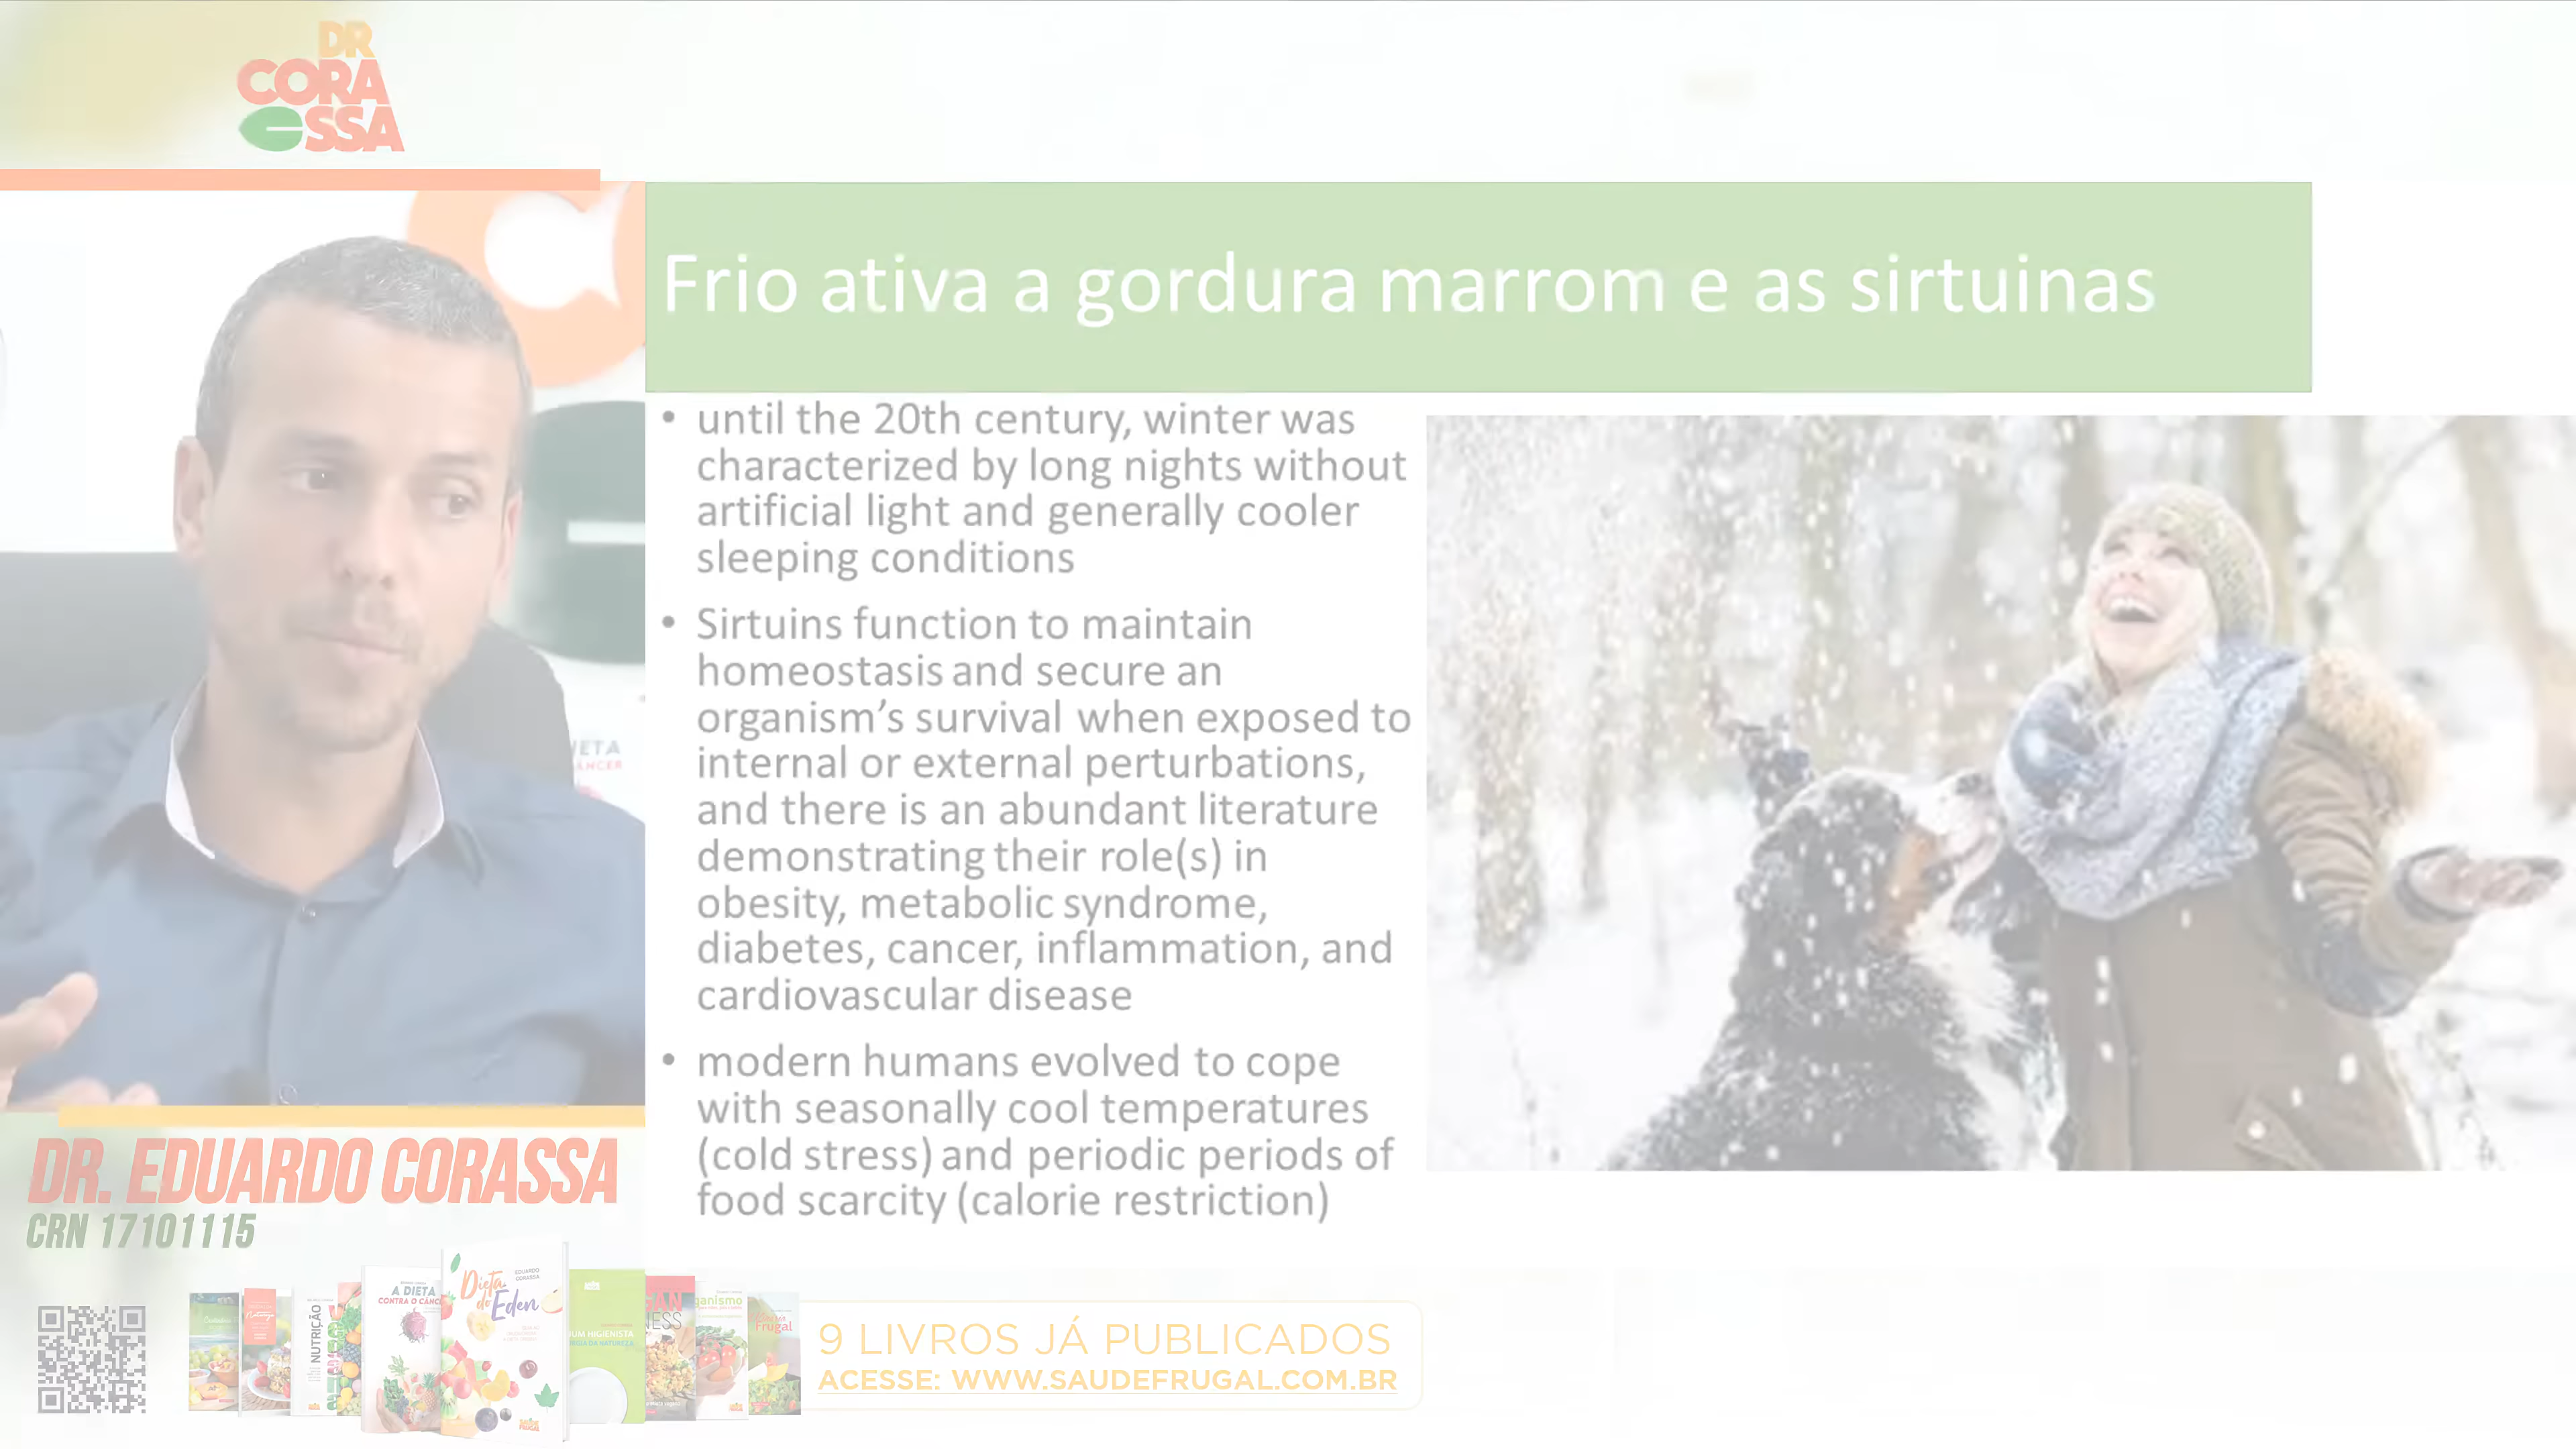 DR
CORA
SSA
Frio ativa a gordura marrom e as sirtuinas
• until the 20th century, winter was
characterized by long nights without
artificial light and generally cooler
sleeping conditions
• Sirtuins function to maintain
homeostasis and secure an
organism’s survival when exposed to
internal or external perturbations,
and there is an abundant literature
demonstrating their role(s) in
obesity, metabolic syndrome,
diabetes, cancer, inflammation, and
cardiovascular disease
• modern humans evolved to cope
with seasonally cool temperatures
(cold stress) and periodic periods of
food scarcity (calorie restriction)
DR. EDUARDO CORASSA
CRN 17101115
NUTRIÇÃO
A DIETA
CONTRA O
Dieta
do
Eden
EDUARDO
CORASSA
HIGIENISTA
Frugal
9 LIVROS JÁ PUBLICADOS
ACESSE: WWW.SAUDEFRUGAL.COM.BR